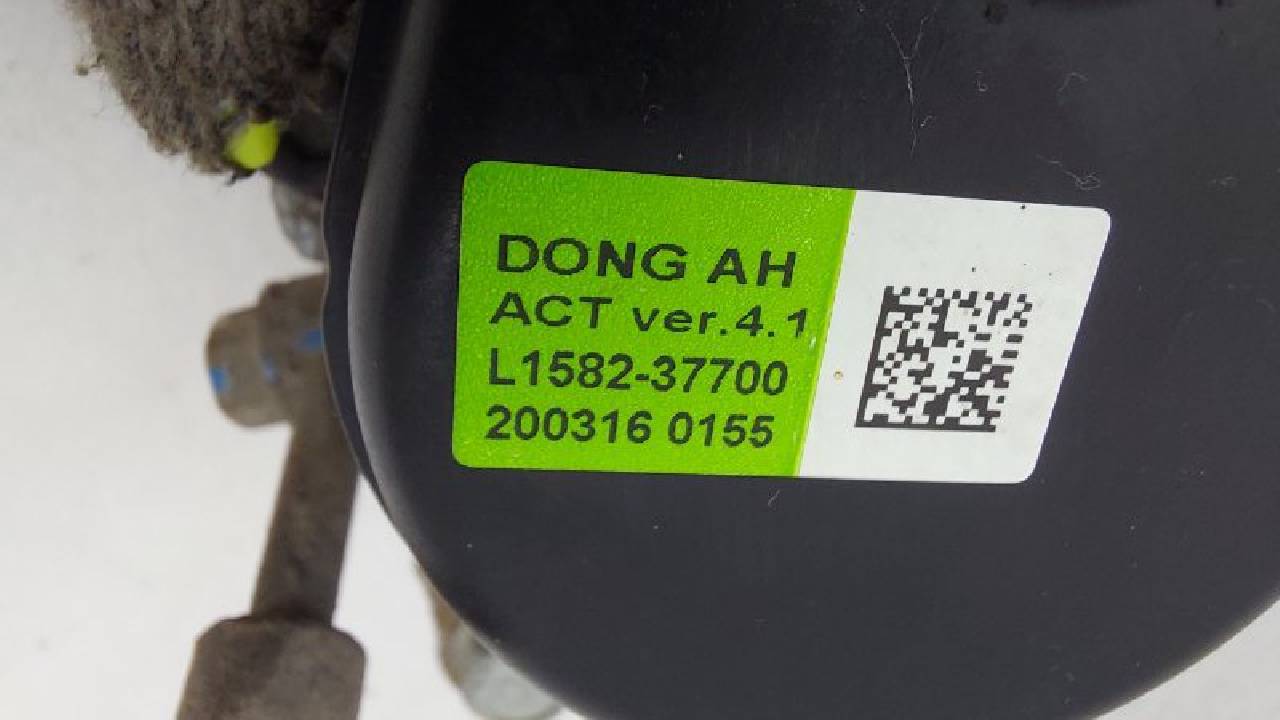 DONG AH
ACT ver.4.1
L1582-37700
200316 0155